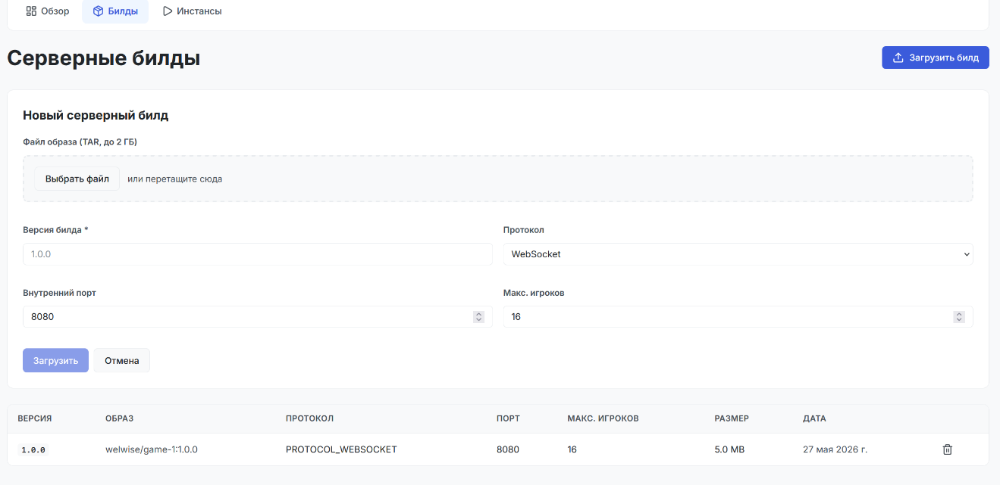 Обзор Билды Инстансы
Серверные билды
Загрузить билд
Новый серверный билд
Файл образа (TAR, до 2 ГБ)
Выбрать файл или перетащите сюда
Версия билда * Протокол
1.0.0 WebSocket
Внутренний порт Макс. игроков
8080 16
Загрузить Отмена
ВЕРСИЯ ОБРАЗ ПРОТОКОЛ ПОРТ МАКС. ИГРОКОВ РАЗМЕР ДАТА
1.0.0 welwise/game-1:1.0.0 PROTOCOL_WEBSOCKET 8080 16 5.0 MB 27 мая 2026 г.